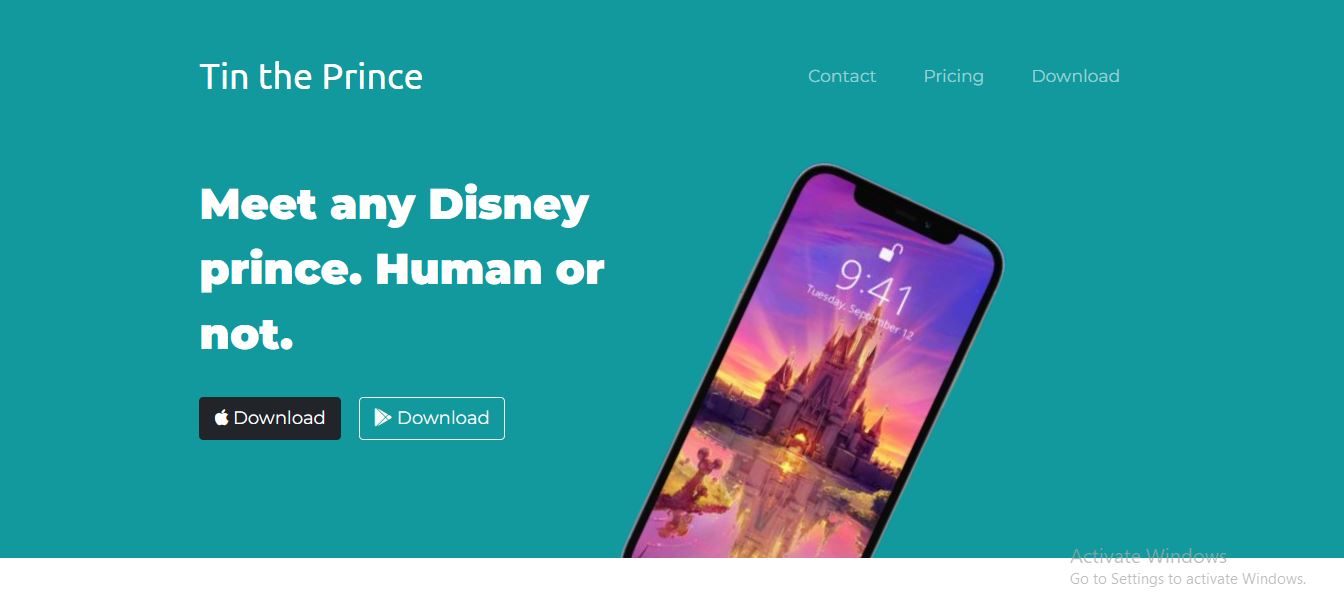 Tin the Prince
Contact
Pricing
Download
Meet any Disney
prince. Human or
not.
Download
Download
9:41
Tuesday, September 12
Activate Windows
Go to Settings to activate Windows.